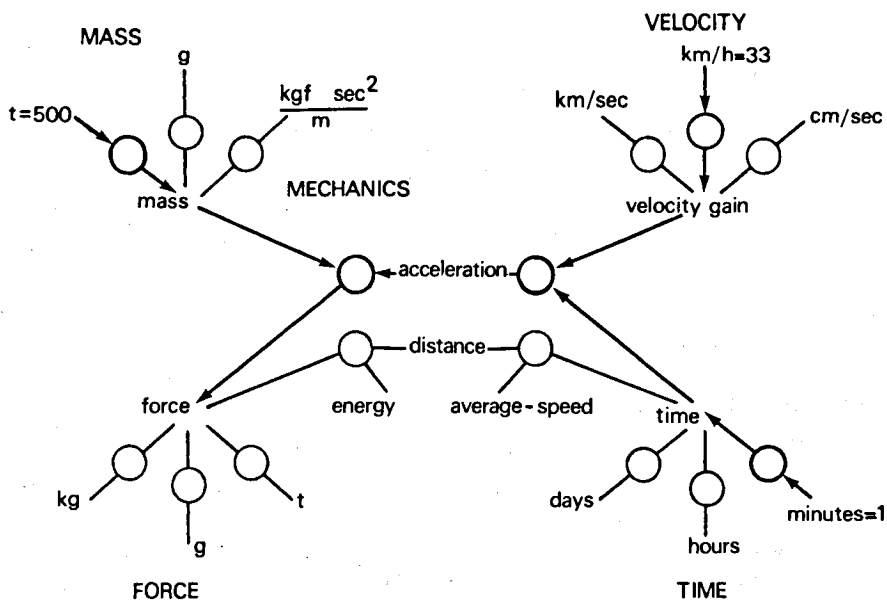 MASS
VELOCITY
g
km/h=33
kgf sec²
m
km/sec
t=500
cm/sec
MECHANICS
mass
velocity gain
acceleration
distance
force
energy
average-speed
time
kg
t
days
minutes=1
g
hours
FORCE
TIME